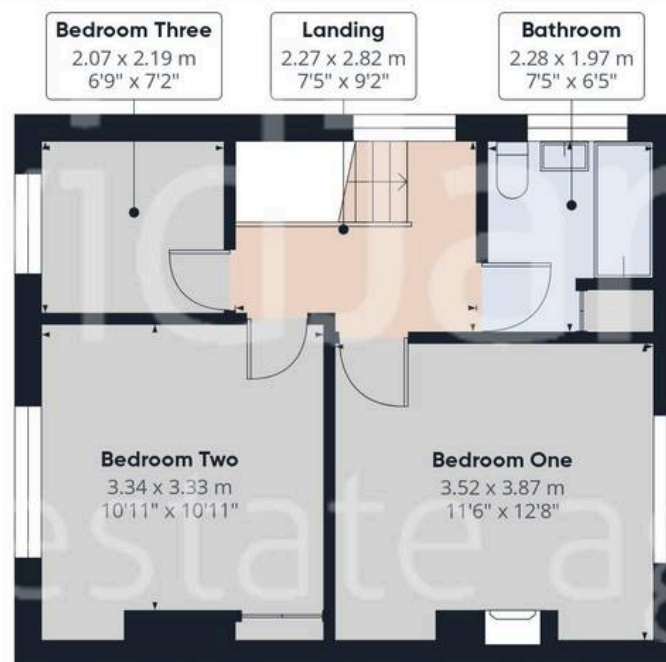 Bedroom Three
2.07 x 2.19 m
6'9" x 7'2"
Landing
2.27 x 2.82 m
7'5" x 9'2"
Bathroom
2.28 x 1.97 m
7'5" x 6'5"
Bedroom Two
3.34 x 3.33 m
10'11" x 10'11"
Bedroom One
3.52 x 3.87 m
11'6" x 12'8"
estate ag